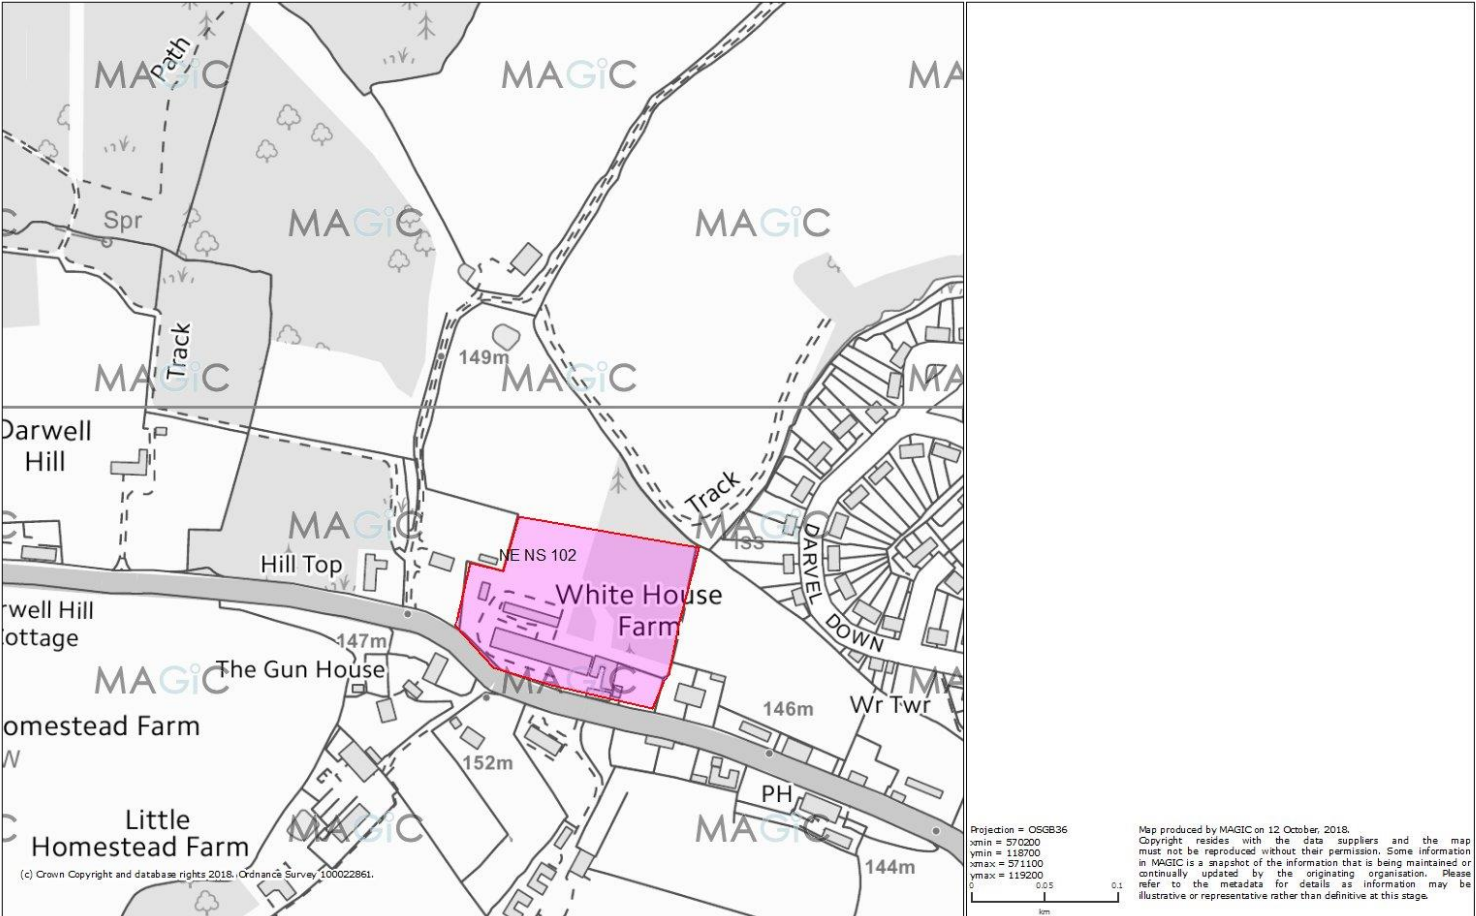 Path
MAGiC
MAGiC
MA
Spr
MAGiC
MAGiC
Track
149m
MAGiC
MAGiC
MA
Darwell
Hill
MAGiC
Track
MAGiC
133
DARVEL
DOWN
Hill Top
NE NS 102
White House
Farm
rwell Hill
ottage
147m
The Gun House
MAGiC
MAGiC
MA
146m
Wr Twr
omestead Farm
W
152m
PH
Little
Homestead Farm
MAGiC
MAGiC
144m
(c) Crown Copyright and database rights 2018. Ordnance Survey 100022861.
Projection = OSGB36
xmin = 570200
ymin = 118700
xmax = 571100
ymax = 119200
0 0.05 0.1
km
Map produced by MAGIC on 12 October, 2018.
Copyright resides with the data suppliers and the map
must not be reproduced without their permission. Some information
in MAGIC is a snapshot of the information that is being maintained or
continually updated by the originating organisation. Please
refer to the metadata for details as information may be
illustrative or representative rather than definitive at this stage.